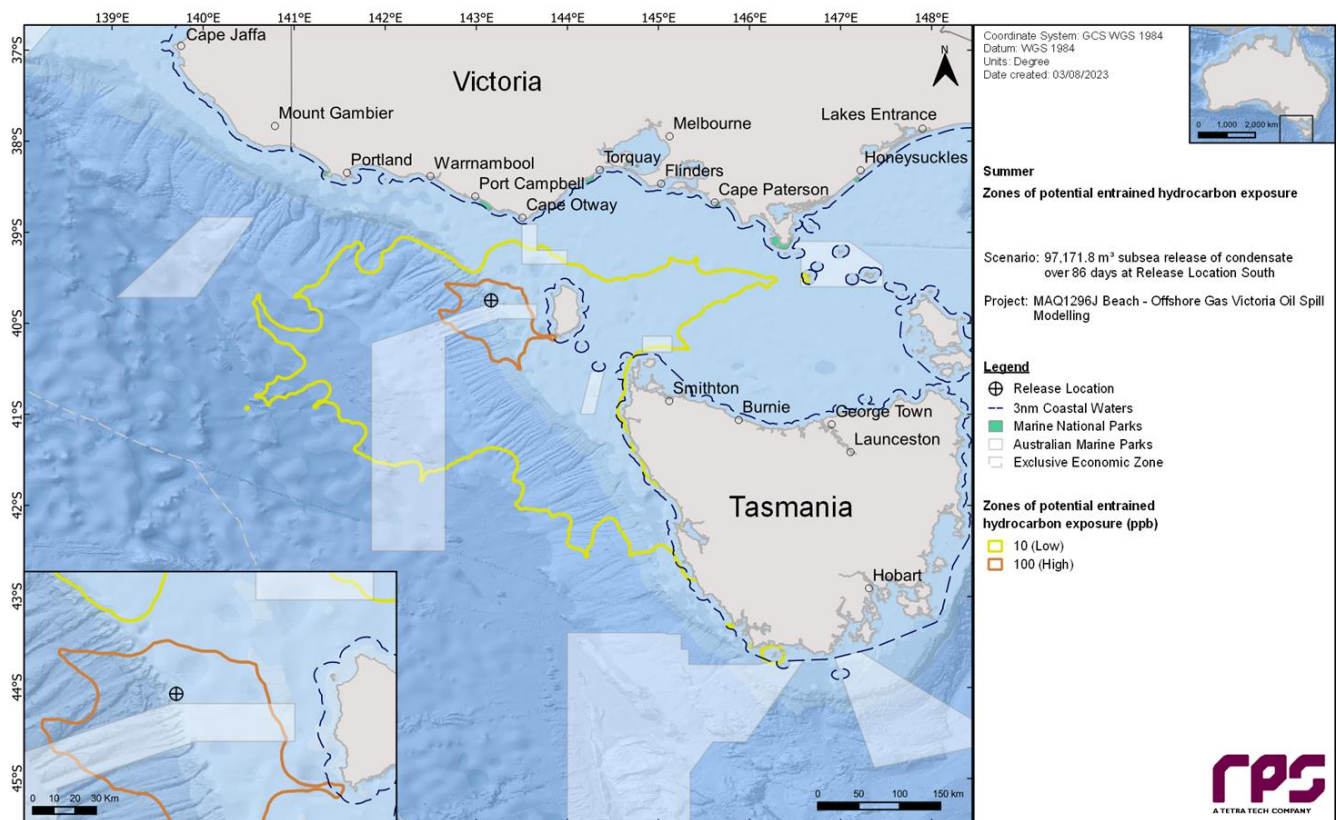 139°E 140°E 141°E 142°E 143°E 144°E 145°E 146°E 147°E 148°E
37°S
38°S
39°S
40°S
41°S
42°S
43°S
44°S
45°S
Cape Jaffa
Victoria
N
Mount Gambier
Melbourne
Lakes Entrance
Portland
Warrnambool
Torquay
Honeysuckles
Port Campbell
Flinders
Cape Otway
Cape Paterson
Smithton
Burnie
George Town
Launceston
Tasmania
Hobart
0 10 20 30 Km
0 50 100 150 km
Coordinate System: GCS WGS 1984
Datum: WGS 1984
Units: Degree
Date created: 03/08/2023
0 1,000 2,000 km
Summer
Zones of potential entrained hydrocarbon exposure
Scenario: 97,171.8 m³ subsea release of condensate
over 86 days at Release Location South
Project: MAQ1296J Beach - Offshore Gas Victoria Oil Spill
Modelling
Legend
Release Location
3nm Coastal Waters
Marine National Parks
Australian Marine Parks
Exclusive Economic Zone
Zones of potential entrained
hydrocarbon exposure (ppb)
10 (Low)
100 (High)
rps
A TETRA TECH COMPANY